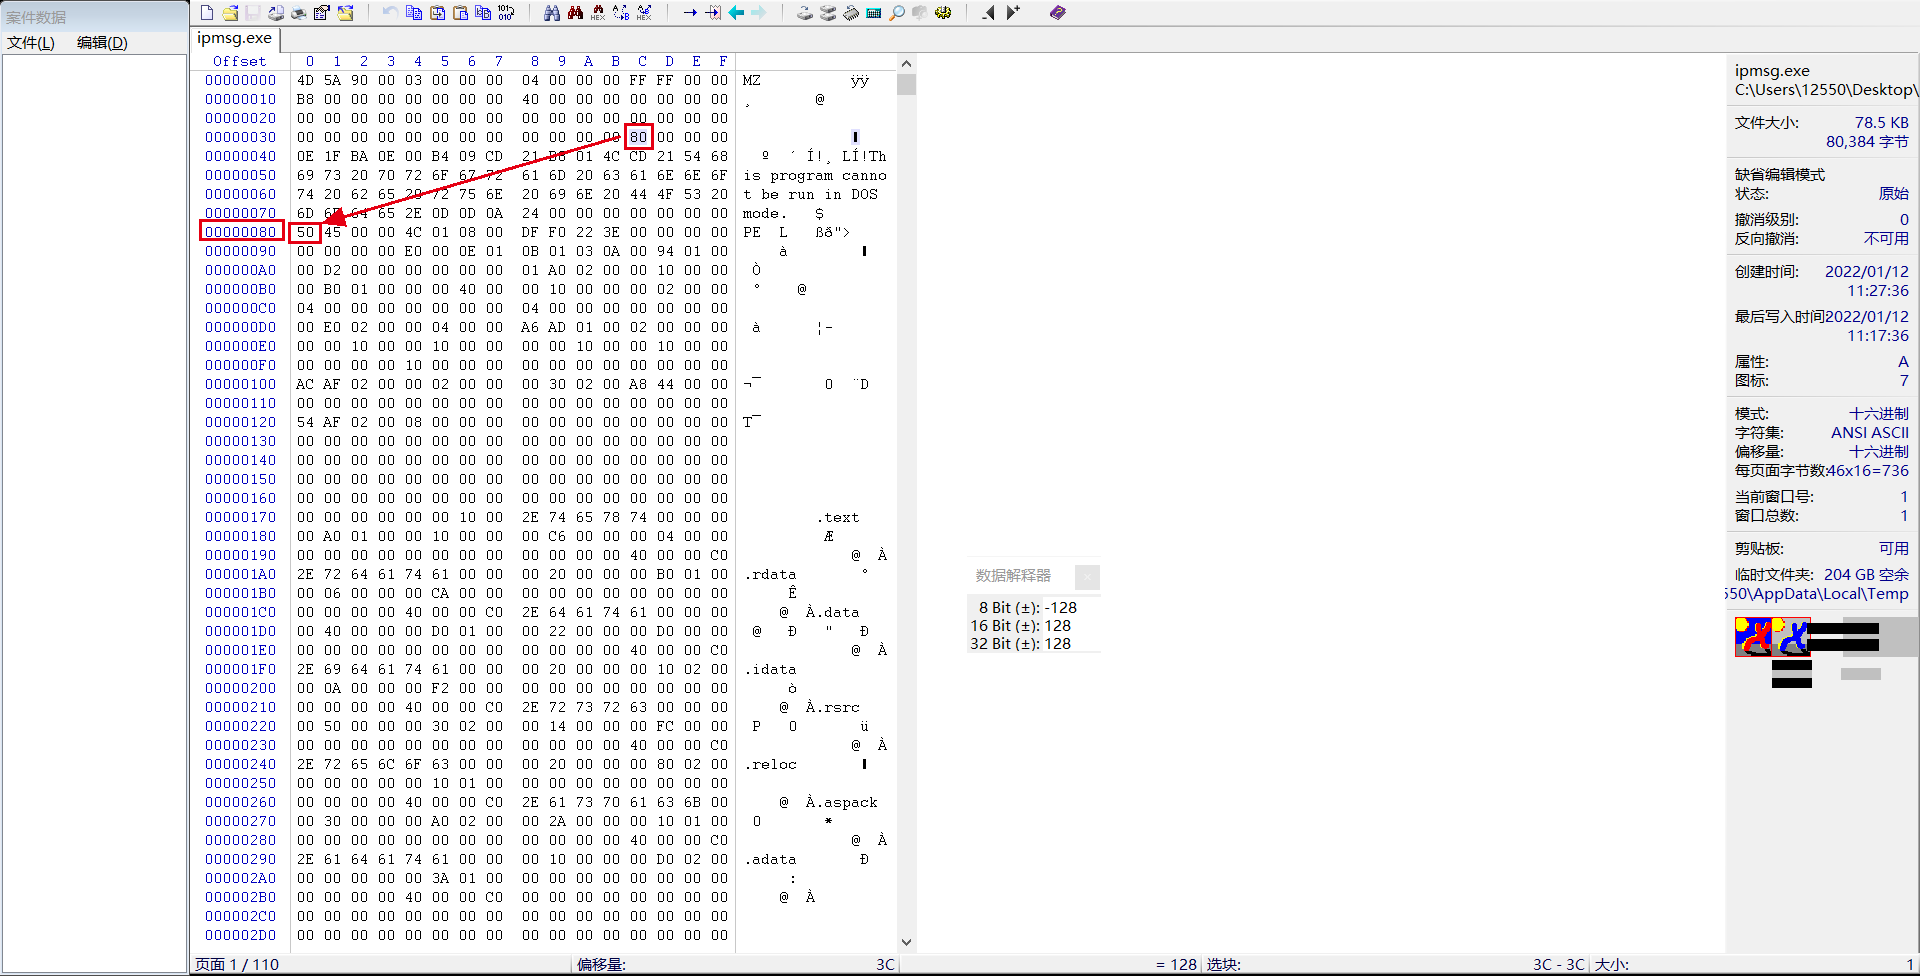 案件数据
文件(L) 编辑(D)
ipmsg.exe
Offset 0 1 2 3 4 5 6 7 8 9 A B C D E F
00000000 4D 5A 90 00 03 00 00 00 04 00 00 00 FF FF 00 00 MZ ÿÿ
00000010 B8 00 00 00 00 00 00 00 40 00 00 00 00 00 00 00 ¸ @
00000020 00 00 00 00 00 00 00 00 00 00 00 00 00 00 00 00
00000030 00 00 00 00 00 00 00 00 00 00 00 00 80 00 00 00
00000040 0E 1F BA 0E 00 B4 09 CD 21 B8 01 4C CD 21 54 68 º ´ Í!¸ LÍ!Th
00000050 69 73 20 70 72 6F 67 72 61 6D 20 63 61 6E 6E 6F is program canno
00000060 74 20 62 65 20 72 75 6E 20 69 6E 20 44 4F 53 20 t be run in DOS
00000070 6D 6F 64 65 2E 0D 0D 0A 24 00 00 00 00 00 00 00 mode. $
00000080 50 45 00 00 4C 01 08 00 DF F0 22 3E 00 00 00 00 PE L ßð">
00000090 00 00 00 00 E0 00 0E 01 0B 01 03 0A 00 94 01 00 à
000000A0 00 D2 00 00 00 00 00 00 01 A0 02 00 00 10 00 00 Ò
000000B0 00 B0 01 00 00 00 40 00 00 10 00 00 00 02 00 00 ° @
000000C0 04 00 00 00 00 00 00 00 04 00 00 00 00 00 00 00
000000D0 00 E0 02 00 00 04 00 00 A6 AD 01 00 02 00 00 00 à ¦-
000000E0 00 00 10 00 00 10 00 00 00 00 10 00 00 10 00 00
000000F0 00 00 00 00 10 00 00 00 00 00 00 00 00 00 00 00
00000100 AC AF 02 00 00 02 00 00 00 30 02 00 A8 44 00 00 ¬¯ 0 ¨D
00000110 00 00 00 00 00 00 00 00 00 00 00 00 00 00 00 00
00000120 54 AF 02 00 08 00 00 00 00 00 00 00 00 00 00 00 T¯
00000130 00 00 00 00 00 00 00 00 00 00 00 00 00 00 00 00
00000140 00 00 00 00 00 00 00 00 00 00 00 00 00 00 00 00
00000150 00 00 00 00 00 00 00 00 00 00 00 00 00 00 00 00
00000160 00 00 00 00 00 00 00 00 00 00 00 00 00 00 00 00
00000170 00 00 00 00 00 00 10 00 2E 74 65 78 74 00 00 00 .text
00000180 00 A0 01 00 00 10 00 00 00 C6 00 00 00 04 00 00 Æ
00000190 00 00 00 00 00 00 00 00 00 00 00 00 40 00 00 C0 @ À
000001A0 2E 72 64 61 74 61 00 00 00 20 00 00 00 B0 01 00 .rdata °
000001B0 00 06 00 00 00 CA 00 00 00 00 00 00 00 00 00 00 Ê
000001C0 00 00 00 00 40 00 00 C0 2E 64 61 74 61 00 00 00 @ À.data
000001D0 00 40 00 00 00 D0 01 00 00 22 00 00 00 D0 00 00 @ Ð " Ð
000001E0 00 00 00 00 00 00 00 00 00 00 00 00 40 00 00 C0 @ À
000001F0 2E 69 64 61 74 61 00 00 00 20 00 00 00 10 02 00 .idata
00000200 00 0A 00 00 00 F2 00 00 00 00 00 00 00 00 00 00 ò
00000210 00 00 00 00 40 00 00 C0 2E 72 73 72 63 00 00 00 @ À.rsrc
00000220 00 50 00 00 00 30 02 00 00 14 00 00 00 FC 00 00 P 0 ü
00000230 00 00 00 00 00 00 00 00 00 00 00 00 40 00 00 C0 @ À
00000240 2E 72 65 6C 6F 63 00 00 00 20 00 00 00 80 02 00 .reloc
00000250 00 00 00 00 00 10 01 00 00 00 00 00 00 00 00 00
00000260 00 00 00 00 40 00 00 C0 2E 61 73 70 61 63 6B 00 @ À.aspack
00000270 00 30 00 00 00 A0 02 00 00 2A 00 00 00 10 01 00 0 *
00000280 00 00 00 00 00 00 00 00 00 00 00 00 40 00 00 C0 @ À
00000290 2E 61 64 61 74 61 00 00 00 10 00 00 00 D0 02 00 .adata Ð
000002A0 00 00 00 00 00 3A 01 00 00 00 00 00 00 00 00 00 :
000002B0 00 00 00 00 40 00 00 C0 00 00 00 00 00 00 00 00 @ À
000002C0 00 00 00 00 00 00 00 00 00 00 00 00 00 00 00 00
000002D0 00 00 00 00 00 00 00 00 00 00 00 00 00 00 00 00
数据解释器
8 Bit (±): -128
16 Bit (±): 128
32 Bit (±): 128
ipmsg.exe
C:\Users\12550\Desktop\
文件大小: 78.5 KB
80,384 字节
缺省编辑模式
状态: 原始
撤消级别: 0
反向撤消: 不可用
创建时间: 2022/01/12
11:27:36
最后写入时间2022/01/12
11:17:36
属性: A
图标: 7
模式: 十六进制
字符集: ANSI ASCII
偏移量: 十六进制
每页面字节数:46x16=736
当前窗口号: 1
窗口总数: 1
剪贴板: 可用
临时文件夹: 204 GB 空余
550\AppData\Local\Temp
页面 1 / 110 偏移量: 3C = 128 选块: 3C - 3C 大小: 1